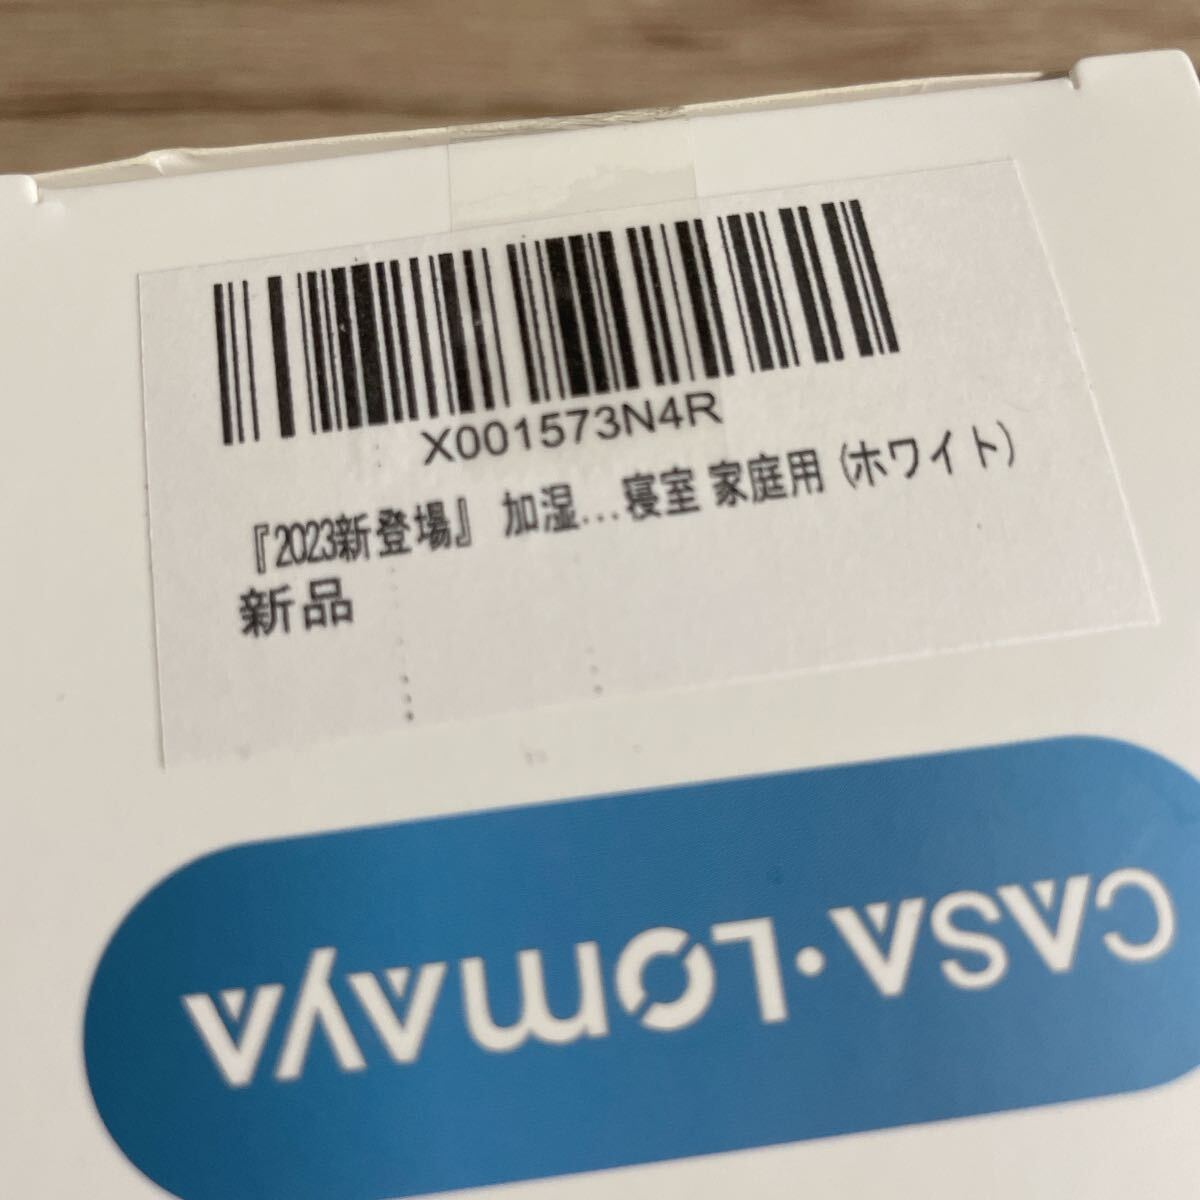 X001573N4R
『2023新登場』 加湿...寝室 家庭用 (ホワイト)
新品
CASA·LOMAYA